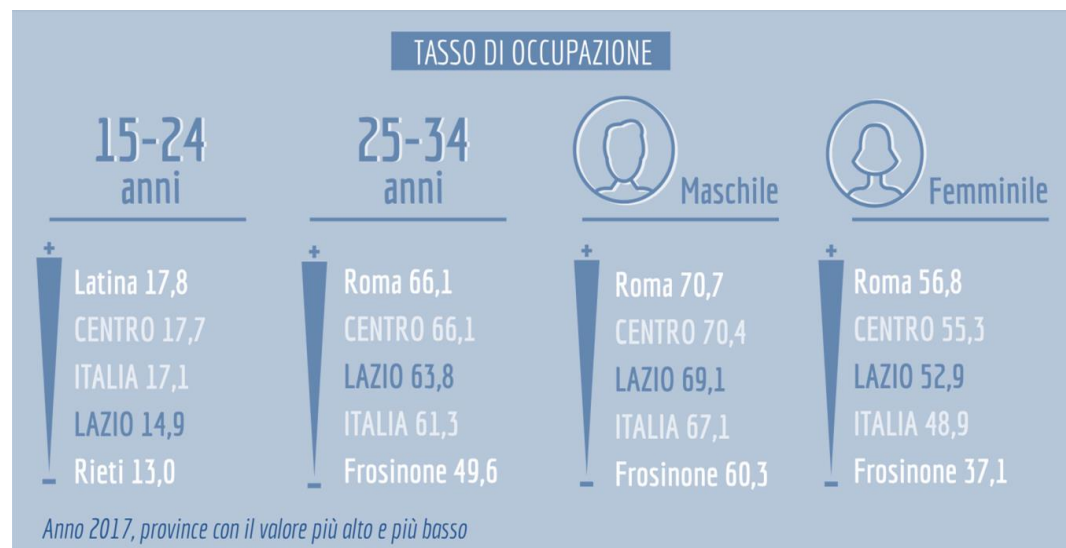 TASSO DI OCCUPAZIONE
15-24
anni
+
Latina 17,8
CENTRO 17,7
ITALIA 17,1
LAZIO 14,9
Rieti 13,0
-
25-34
anni
+
Roma 66,1
CENTRO 66,1
LAZIO 63,8
ITALIA 61,3
Frosinone 49,6
-
Maschile
+
Roma 70,7
CENTRO 70,4
LAZIO 69,1
ITALIA 67,1
Frosinone 60,3
-
Femminile
+
Roma 56,8
CENTRO 55,3
LAZIO 52,9
ITALIA 48,9
Frosinone 37,1
-
Anno 2017, province con il valore più alto e più basso